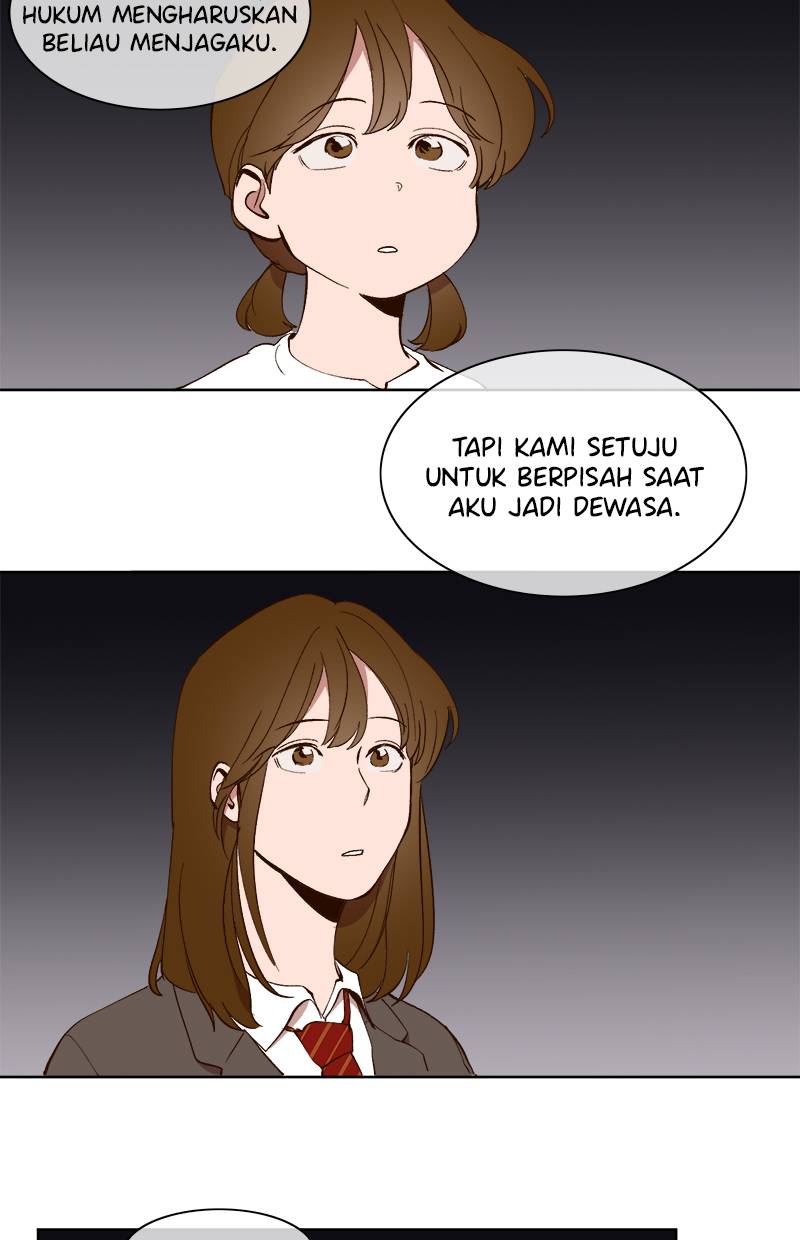 HUKUM MENGHARUSKAN
BELIAU MENJAGAKU.
TAPI KAMI SETUJU
UNTUK BERPISAH SAAT
AKU JADI DEWASA.